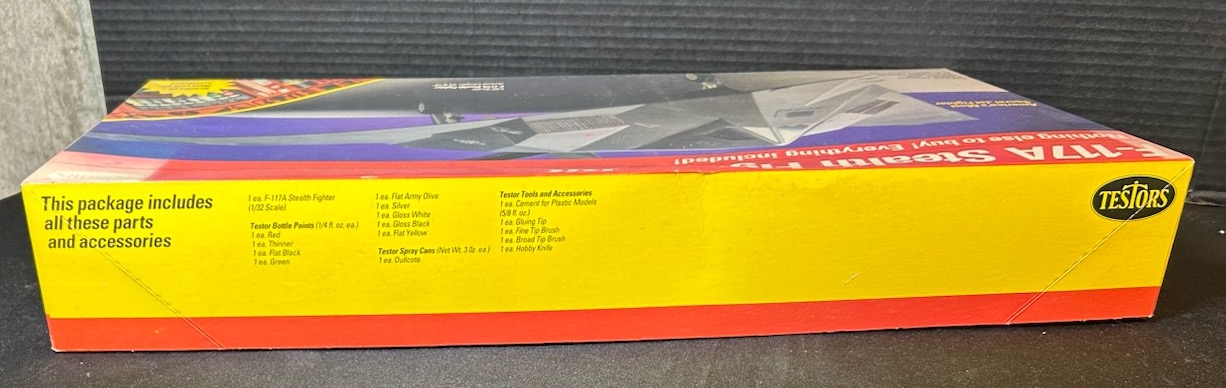 Nothing else to buy! Everything included!
F-117A Stealth Fig
This package includes
all these parts
and accessories
1 ea. F-117A Stealth Fighter
(1/32 Scale)
Testor Bottle Paints (1/4 fl. oz. ea.)
1 ea. Red
1 ea. Thinner
1 ea. Flat Black
1 ea. Green
1 ea. Flat Army Olive
1 ea. Silver
1 ea. Gloss White
1 ea. Gloss Black
1 ea. Flat Yellow
Testor Spray Cans (Net Wt. 3 Oz. ea.)
1 ea. Dullcote
Testor Tools and Accessories
1 ea. Cement for Plastic Models
(5/8 fl. oz.)
1 ea. Gluing Tip
1 ea. Fine Tip Brush
1 ea. Broad Tip Brush
1 ea. Hobby Knife
TESTORS